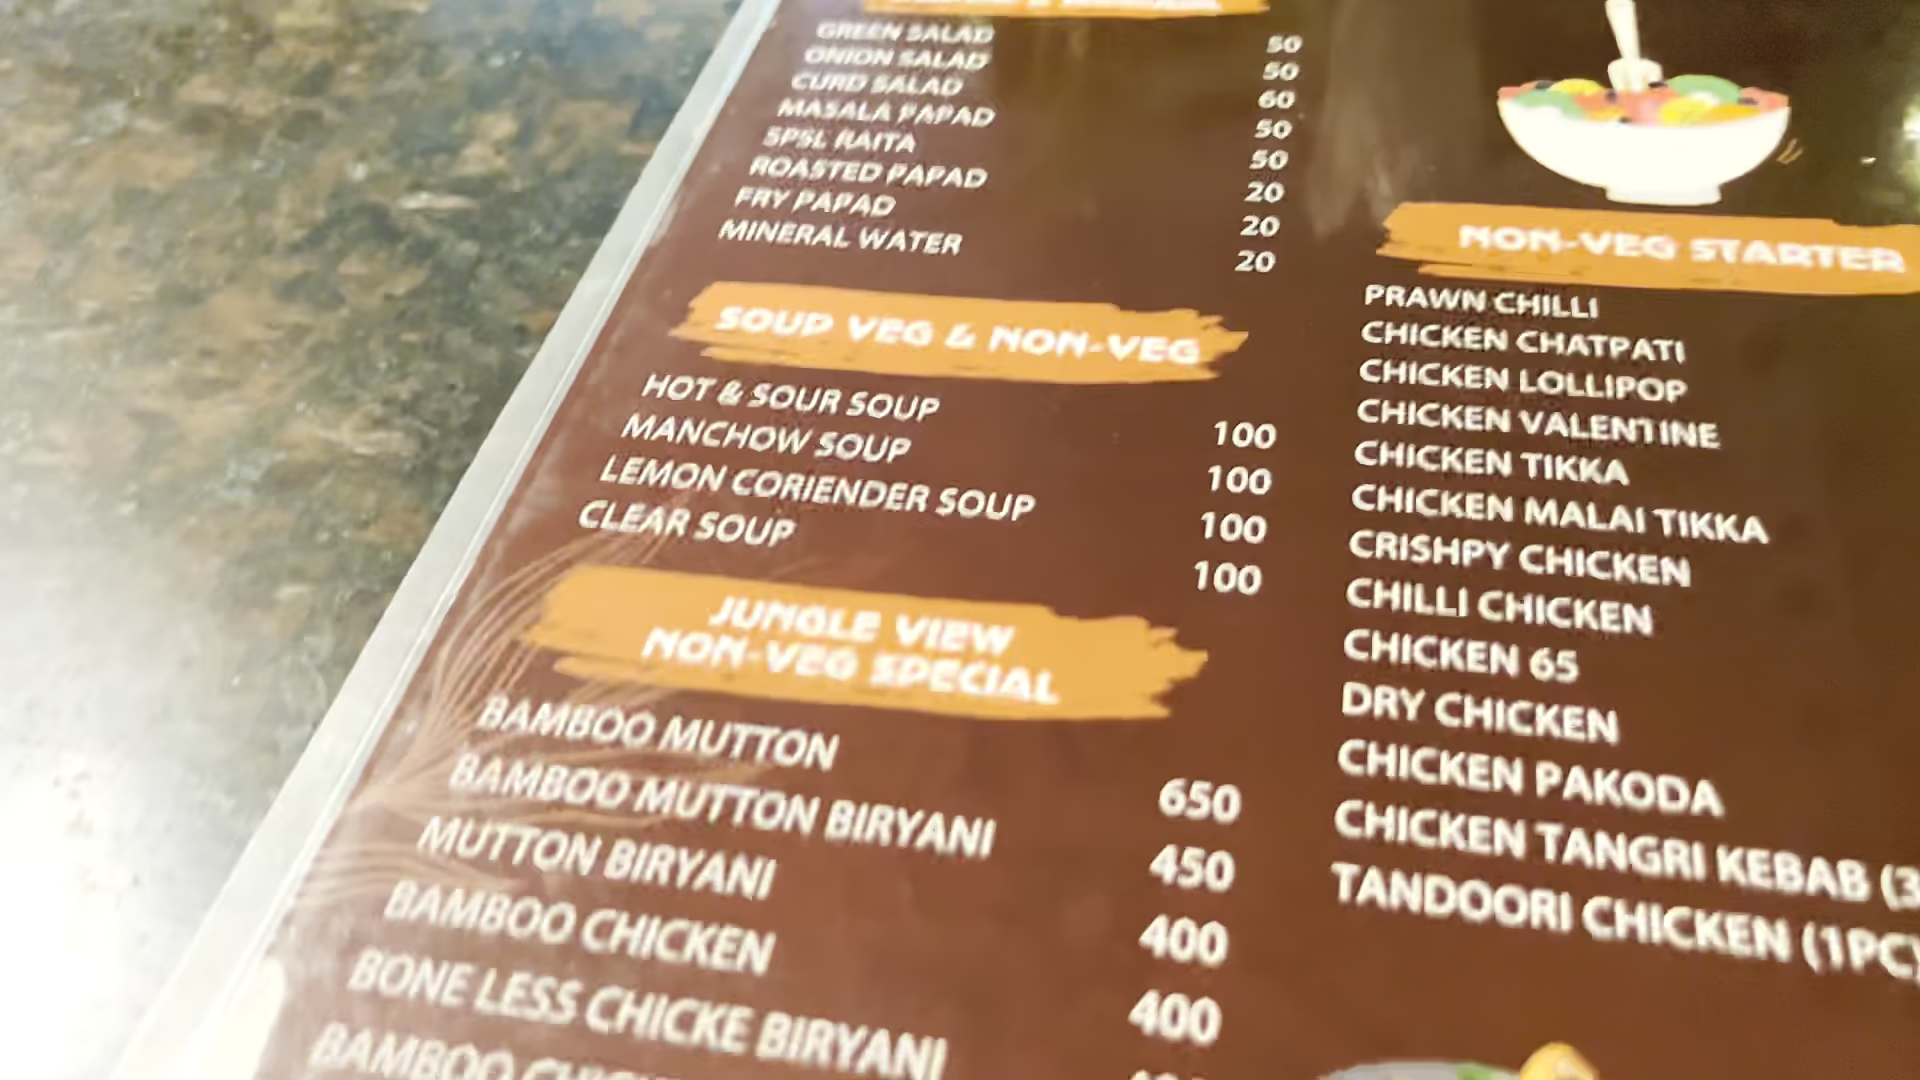 GREEN SALAD 50
ONION SALAD 50
CURD SALAD 60
MASALA PAPAD 50
SPSL RAITA 50
ROASTED PAPAD 20
FRY PAPAD 20
MINERAL WATER 20
SOUP VEG & NON-VEG
HOT & SOUR SOUP 100
MANCHOW SOUP 100
LEMON CORIENDER SOUP 100
CLEAR SOUP 100
JUNGLE VIEW
NON-VEG SPECIAL
BAMBOO MUTTON 650
BAMBOO MUTTON BIRYANI 450
MUTTON BIRYANI 400
BAMBOO CHICKEN 400
BONE LESS CHICKE BIRYANI
BAMBOO
NON-VEG STARTER
PRAWN CHILLI
CHICKEN CHATPATI
CHICKEN LOLLIPOP
CHICKEN VALENTINE
CHICKEN TIKKA
CHICKEN MALAI TIKKA
CRISHPY CHICKEN
CHILLI CHICKEN
CHICKEN 65
DRY CHICKEN
CHICKEN PAKODA
CHICKEN TANGRI KEBAB (3
TANDOORI CHICKEN (1PC)